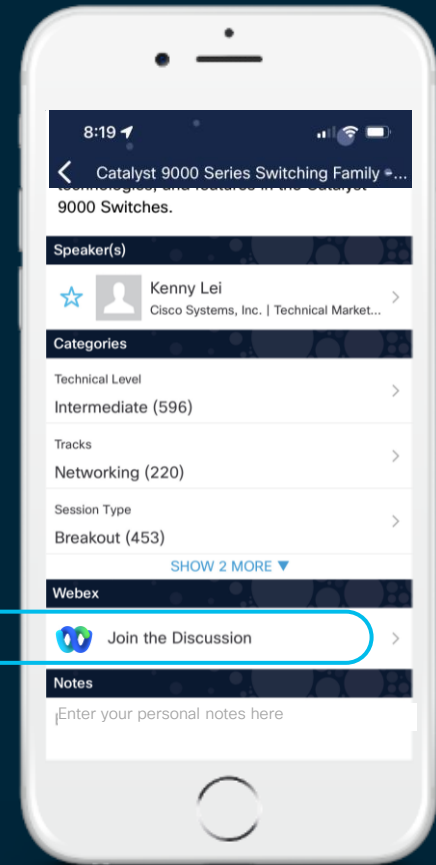 8:19
Catalyst 9000 Series Switching Family -...
technologies, and features in the Catalyst
9000 Switches.
Speaker(s)
Kenny Lei
Cisco Systems, Inc. | Technical Market...
Categories
Technical Level
Intermediate (596)
Tracks
Networking (220)
Session Type
Breakout (453)
SHOW 2 MORE ▼
Webex
Join the Discussion
Notes
Enter your personal notes here